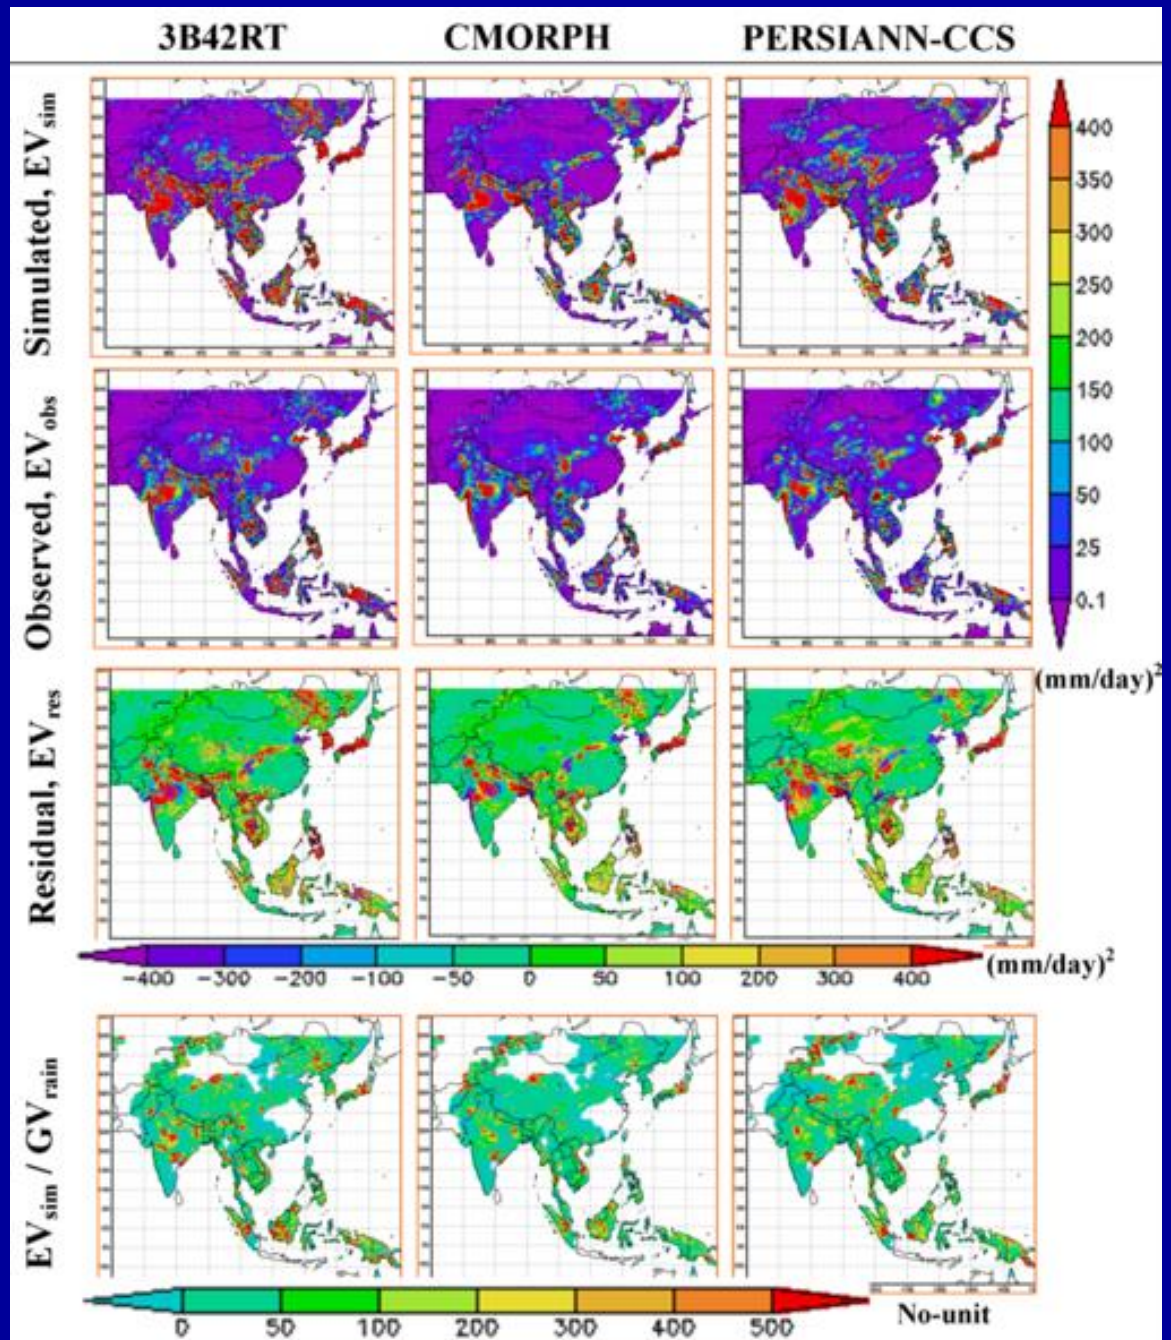 3B42RT CMORPH PERSIANN-CCS
Simulated, EVsim
400
350
300
250
200
150
100
50
25
0.1
(mm/day)²
Observed, EVobs
Residual, EVres
-400 -300 -200 -100 -50 0 50 100 200 300 400 (mm/day)²
EVsim / GVrain
0 50 100 200 300 400 500 No-unit